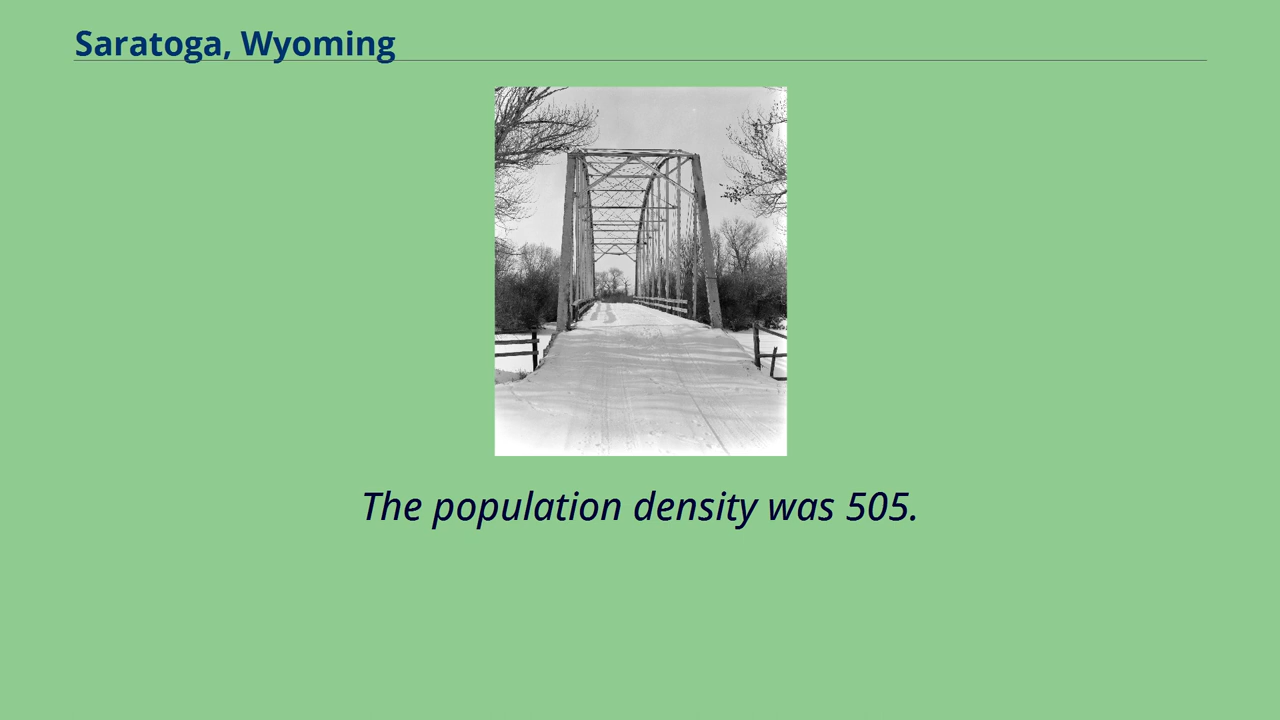 Saratoga, Wyoming
The population density was 505.